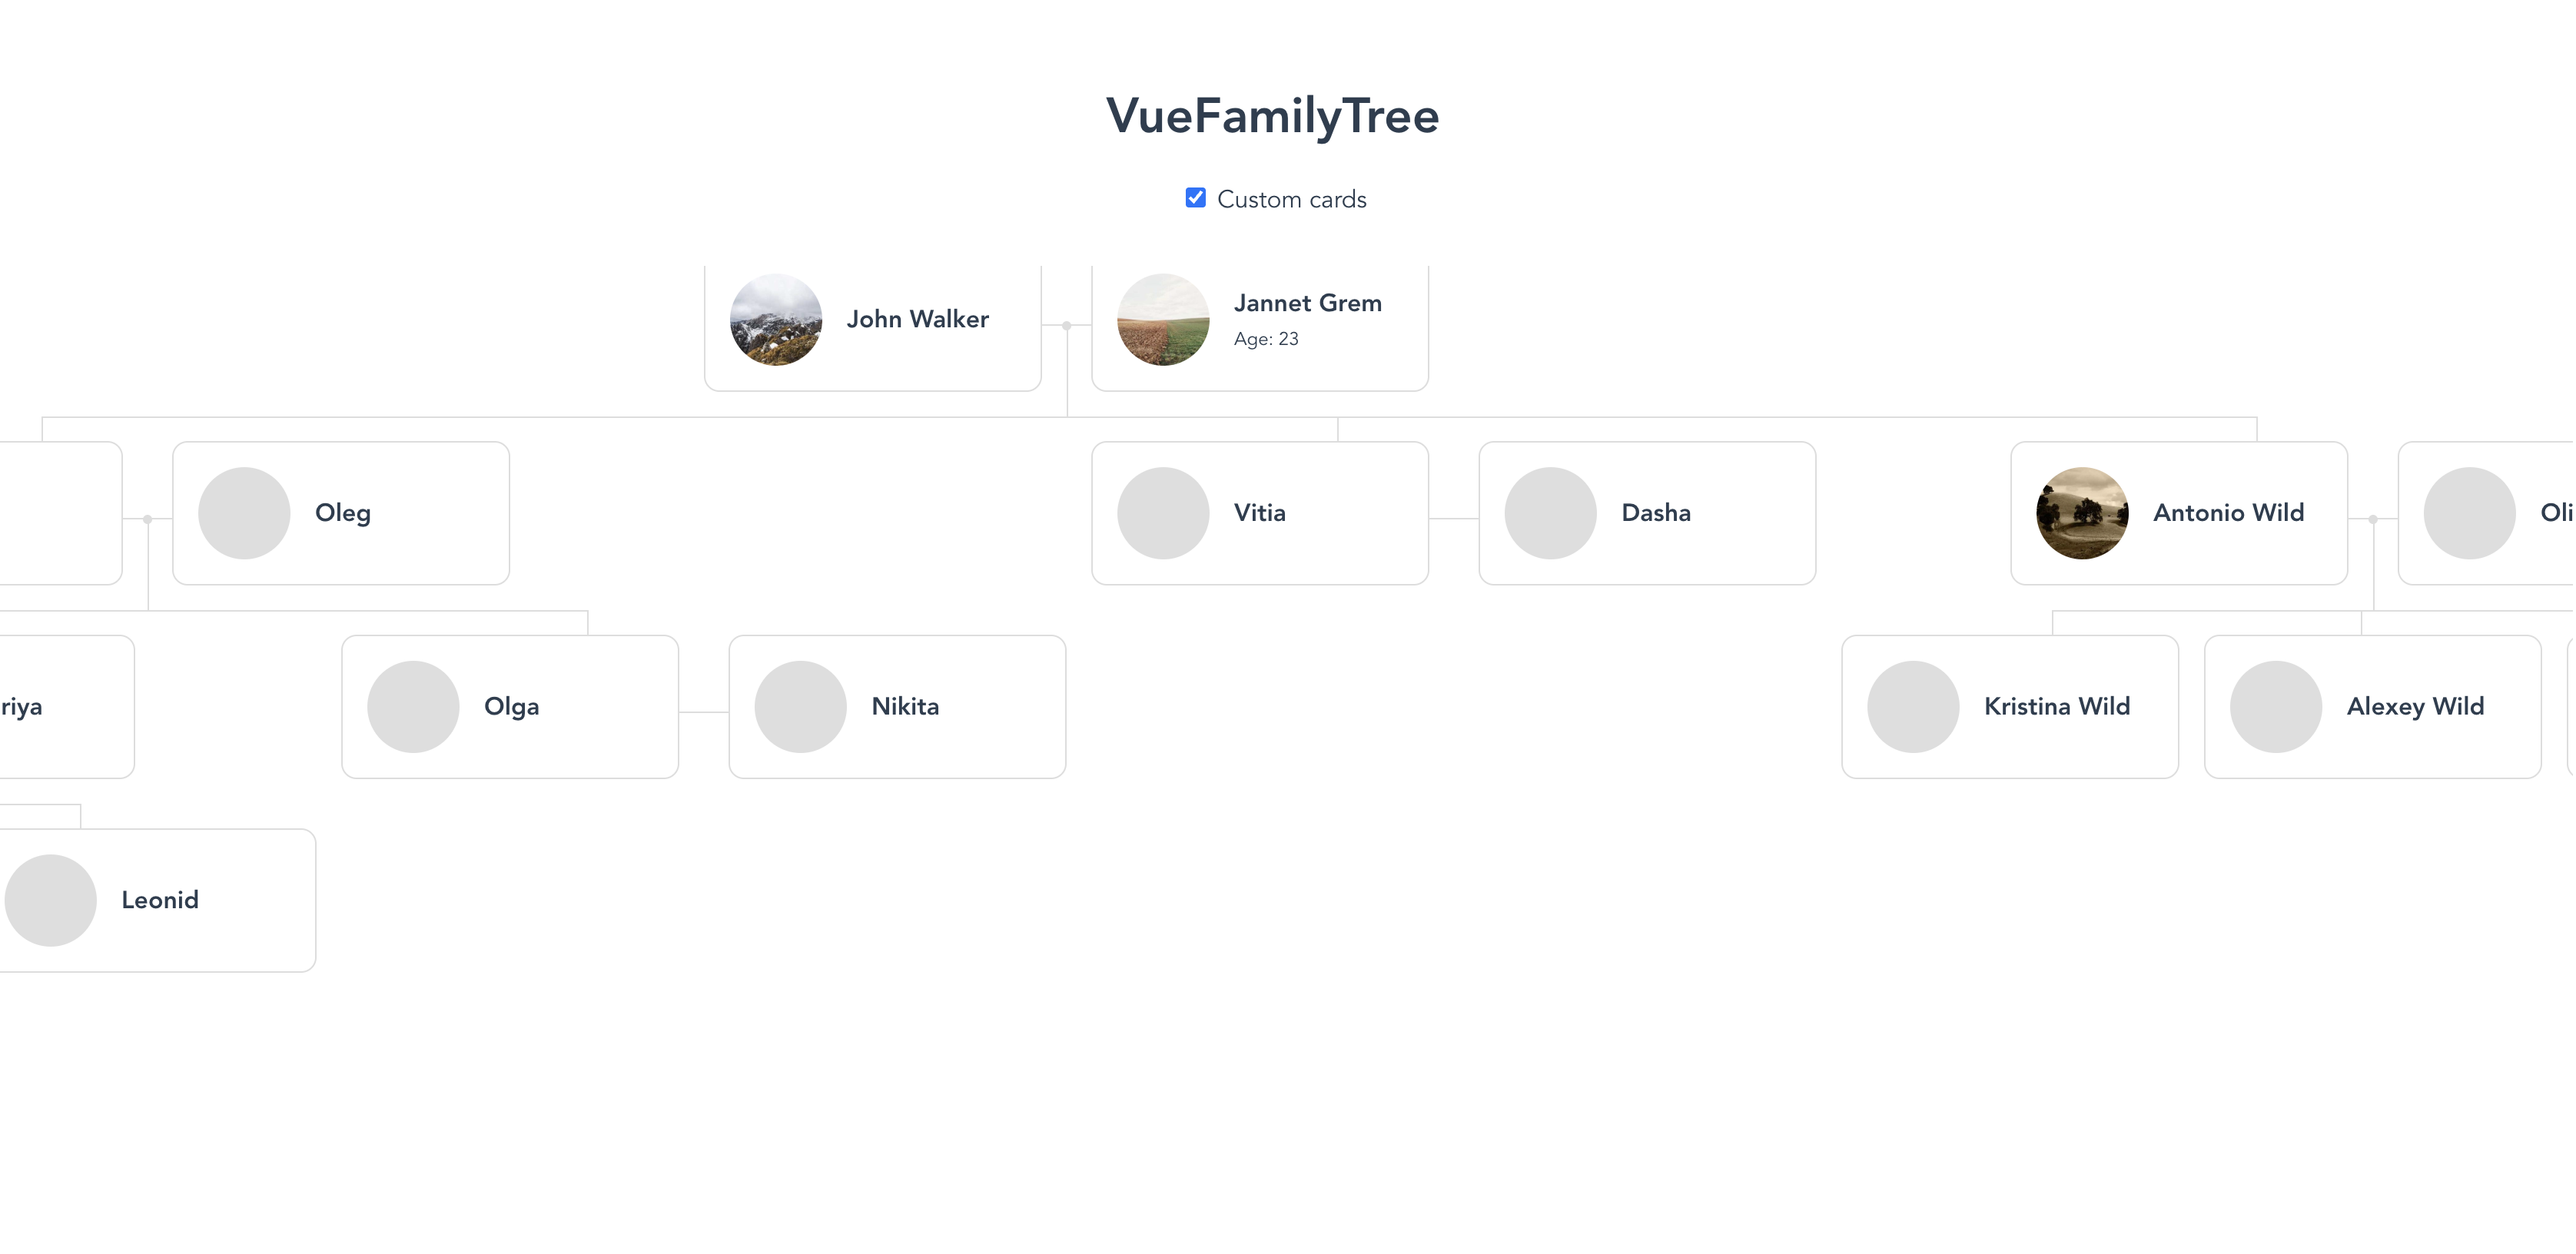 VueFamilyTree
Custom cards
John Walker
Jannet Grem
Age: 23
Oleg
Vitia
Dasha
Antonio Wild
Oli
riya
Olga
Nikita
Kristina Wild
Alexey Wild
Leonid